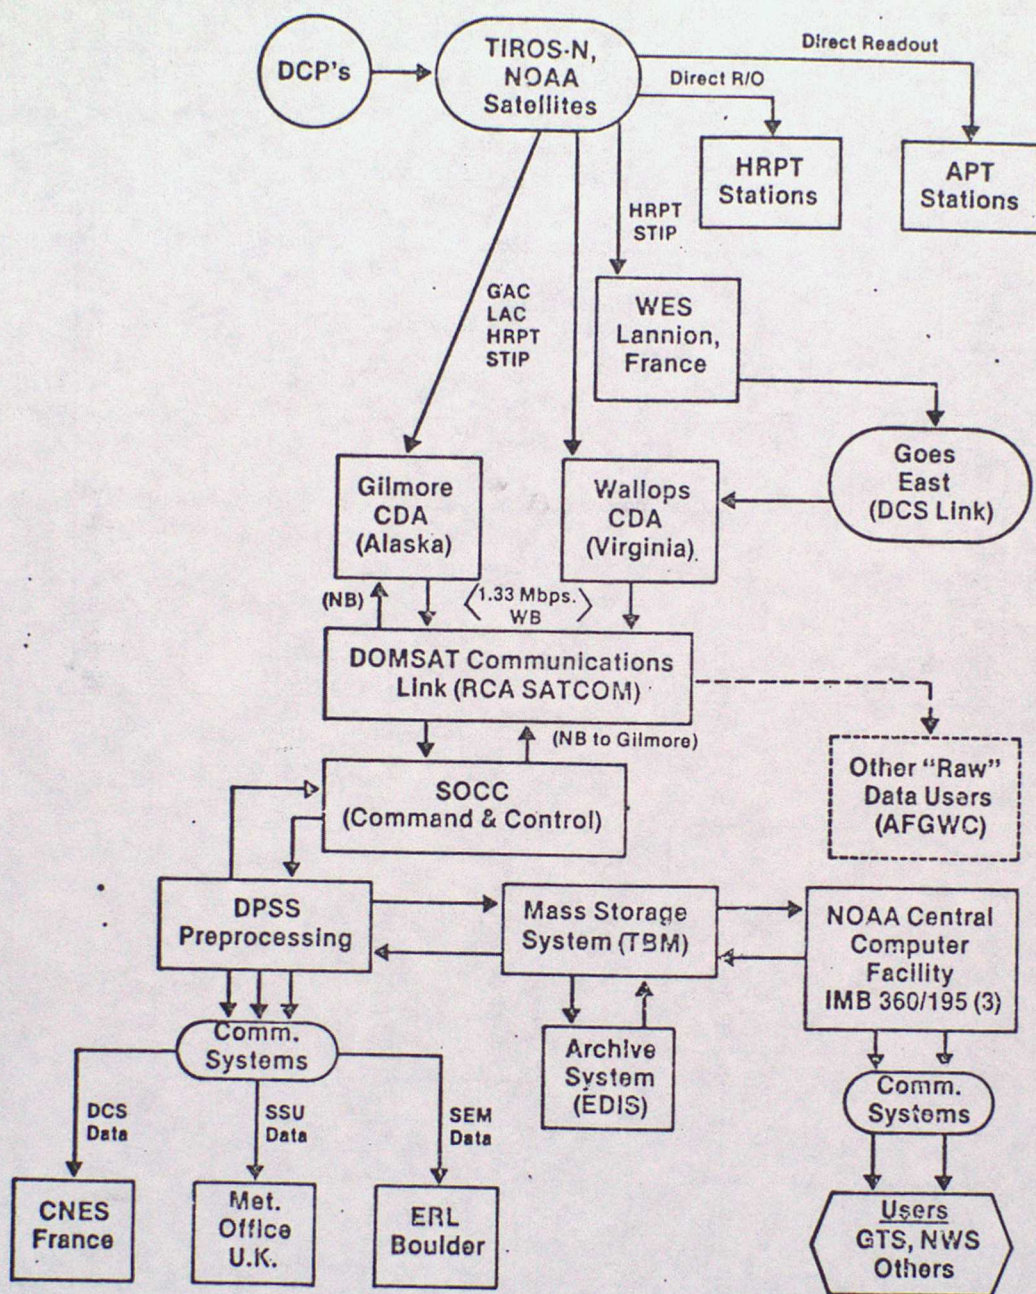 Direct Readout
DCP's
TIROS-N,
NOAA
Satellites
Direct R/O
HRPT
Stations
APT
Stations
HRPT
STIP
GAC
LAC
HRPT
STIP
WES
Lannion,
France
Goes
East
(DCS Link)
Gilmore
CDA
(Alaska)
Wallops
CDA
(Virginia)
(NB)
1.33 Mbps.
WB
DOMSAT Communications
Link (RCA SATCOM)
(NB to Gilmore)
Other "Raw"
Data Users
(AFGWC)
SOCC
(Command & Control)
DPSS
Preprocessing
Mass Storage
System (TBM)
NOAA Central
Computer
Facility
IMB 360/195 (3)
Comm.
Systems
Archive
System
(EDIS)
Comm.
Systems
DCS
Data
SSU
Data
SEM
Data
CNES
France
Met.
Office
U.K.
ERL
Boulder
Users
GTS, NWS
Others